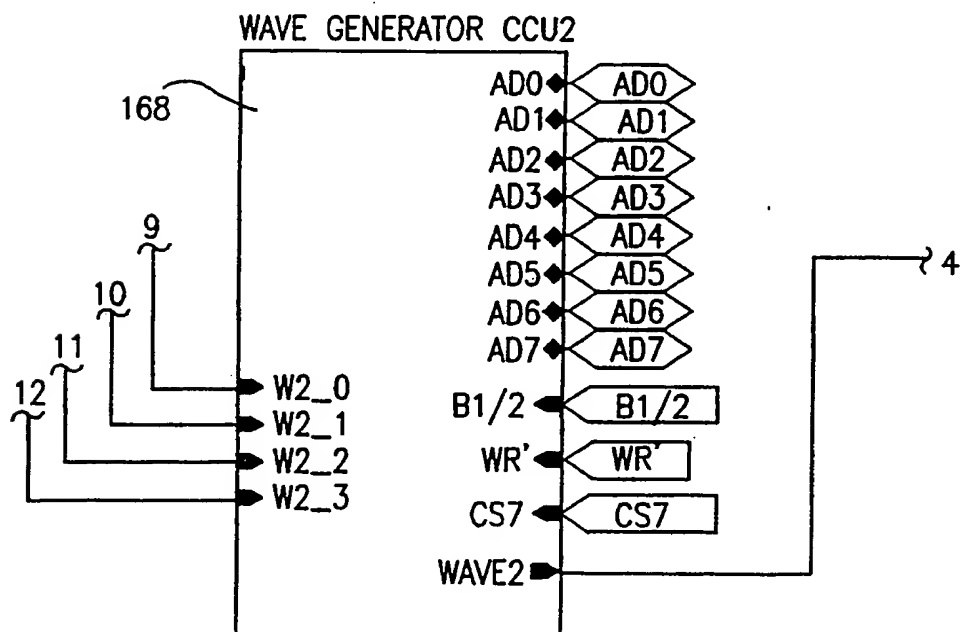 WAVE GENERATOR CCU2
168
AD0 AD0
AD1 AD1
AD2 AD2
AD3 AD3
9
AD4 AD4
4
AD5 AD5
10
AD6 AD6
11
AD7 AD7
12
W2_0
B1/2 B1/2
W2_1
W2_2
WR' WR'
W2_3
CS7 CS7
WAVE2